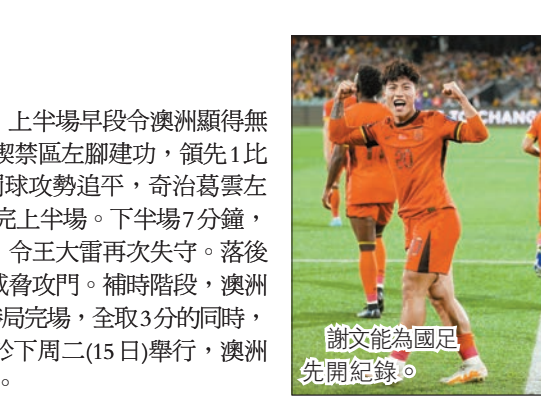 上半場早段令澳洲顯得無
禁區左腳建功，領先1比
球攻勢追平，奇治葛雲左
完上半場。下半場7分鐘，
令王大雷再次失守。落後
脅攻門。補時階段，澳洲
局完場，全取3分的同時，
下周二(15日)舉行，澳洲
。
CHANG
謝文能為國足
先開紀錄。